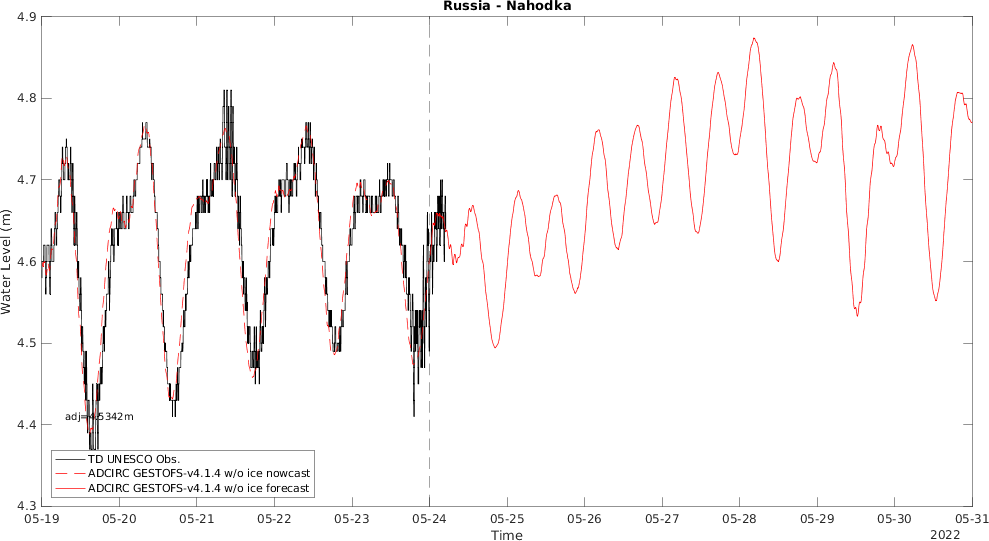 Russia - Nahodka
4.9
4.8
4.7
4.6
4.5
4.4
4.3
Water Level (m)
adj=4.5342m
TD UNESCO Obs.
ADCIRC GESTOFS-v4.1.4 w/o ice nowcast
ADCIRC GESTOFS-v4.1.4 w/o ice forecast
05-19 05-20 05-21 05-22 05-23 05-24 05-25 05-26 05-27 05-28 05-29 05-30 05-31
Time
2022